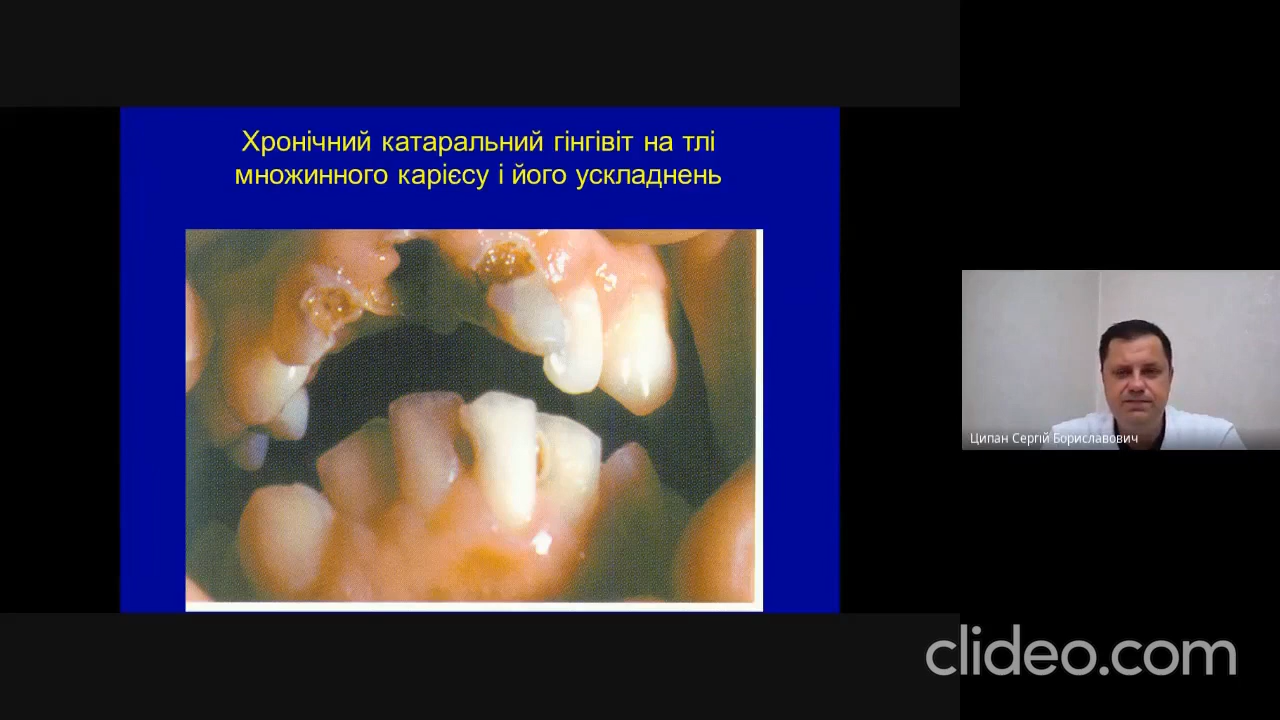 Хронічний катаральний гінгівіт на тлі
множинного карієсу і його ускладнень
Ципан Сергій Бориславович
clideo.com